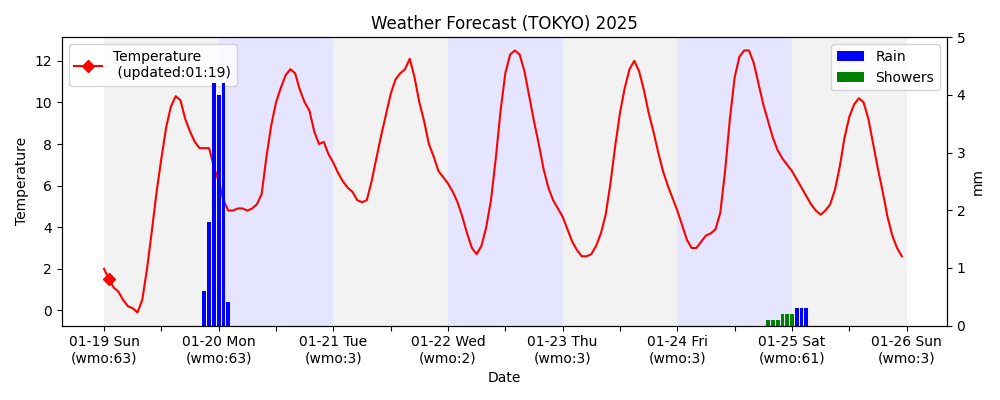 Weather Forecast (TOKYO) 2025
Temperature
(updated:01:19)
Rain
Showers
Temperature
12
10
8
6
4
2
0
5
4
3
2
1
0
mm
01-19 Sun
(wmo:63)
01-20 Mon
(wmo:63)
01-21 Tue
(wmo:3)
01-22 Wed
(wmo:2)
01-23 Thu
(wmo:3)
01-24 Fri
(wmo:3)
01-25 Sat
(wmo:61)
01-26 Sun
(wmo:3)
Date